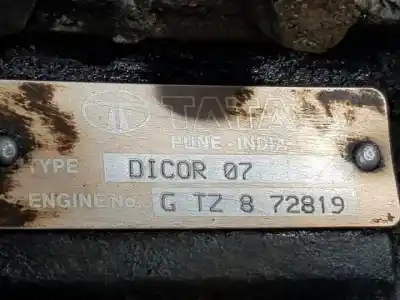 TATA
PUNE - INDIA
TYPE DICOR 07
ENGINE No. G TZ 8 72819